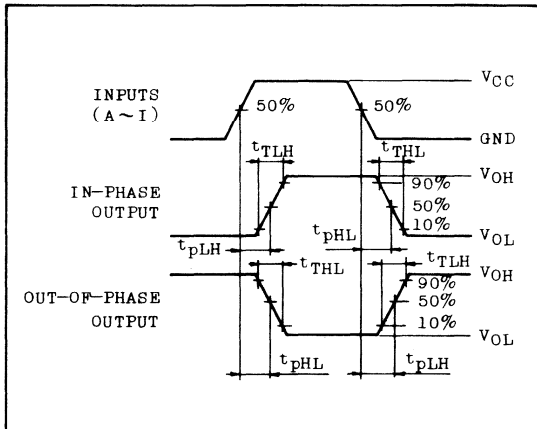 VCC
INPUTS
(A~I)
50%
50%
GND
tTLH
tTHL
VOH
90%
IN-PHASE
OUTPUT
50%
10%
tpLH
tpHL
VOL
tTHL
tTLH
VOH
90%
OUT-OF-PHASE
OUTPUT
50%
10%
VOL
tpHL
tpLH